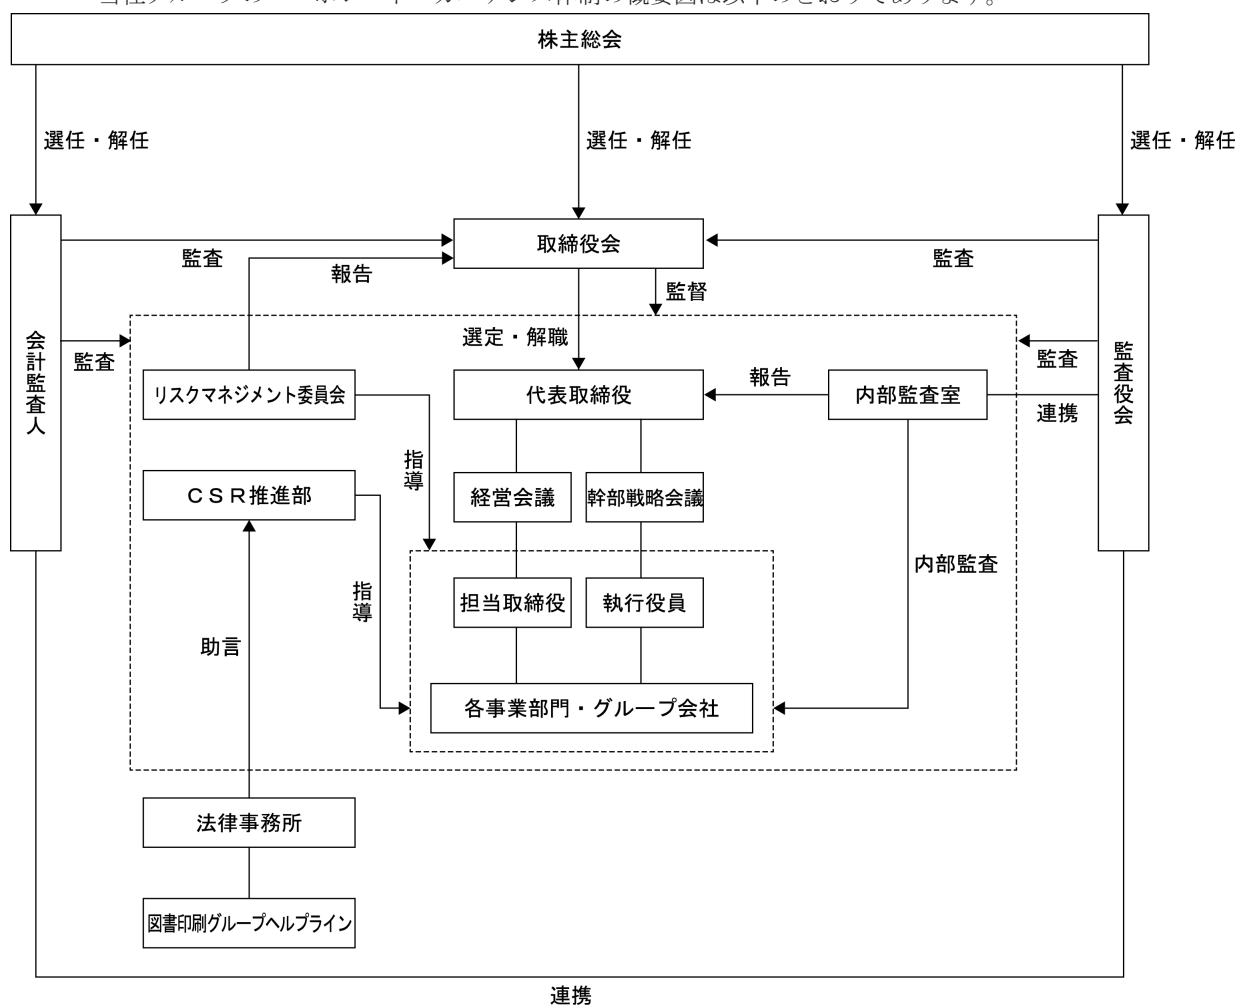 株主総会
選任・解任
選任・解任
選任・解任
取締役会
監査
監査
報告
監督
会計監査人
監査役会
選定・解職
監査
監査
リスクマネジメント委員会
代表取締役
報告
内部監査室
連携
指導
CSR推進部
経営会議
幹部戦略会議
内部監査
指導
担当取締役
執行役員
助言
各事業部門・グループ会社
法律事務所
図書印刷グループヘルプライン
連携